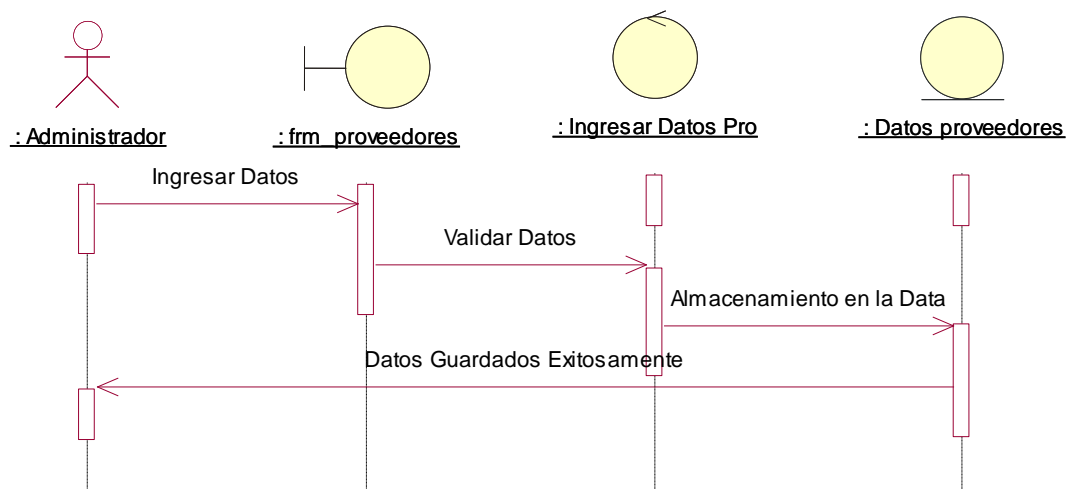 : Administrador
: frm_proveedores
: Ingresar Datos Pro
: Datos proveedores
Ingresar Datos
Validar Datos
Almacenamiento en la Data
Datos Guardados Exitosamente